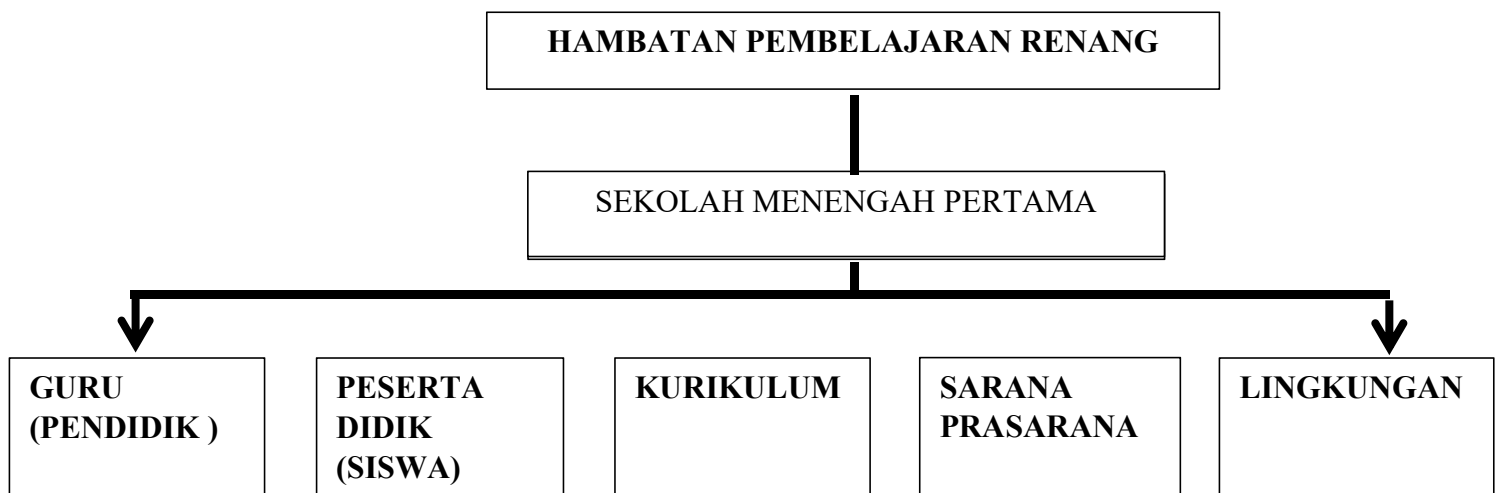 HAMBATAN PEMBELAJARAN RENANG
SEKOLAH MENENGAH PERTAMA
GURU
(PENDIDIK )
PESERTA
DIDIK
(SISWA)
KURIKULUM
SARANA
PRASARANA
LINGKUNGAN